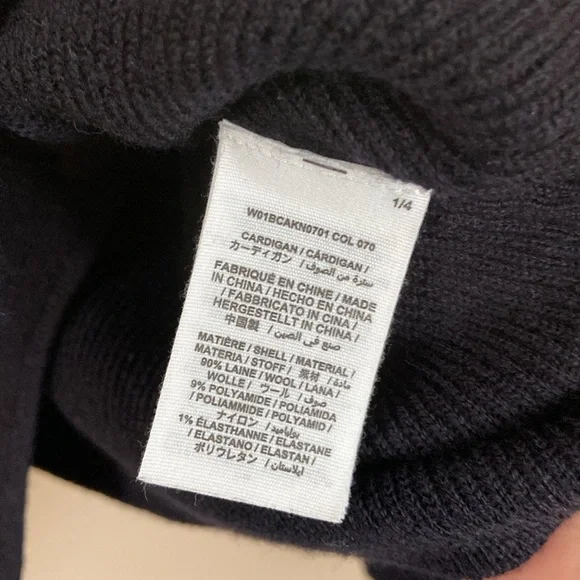 1/4
W01BCAKN0701 COL 070
CARDIGAN / CÁRDIGAN /
カーディガン / سترة من الصوف
FABRIQUÉ EN CHINE / MADE
IN CHINA / HECHO EN CHINA
/ FABBRICATO IN CINA /
HERGESTELLT IN CHINA /
中国製 / صنع في الصين
MATIÈRE / SHELL / MATERIAL /
MATERIA / STOFF / 素材 / مادة
90% LAINE / WOOL / LANA /
WOLLE / ウール / صوف
9% POLYAMIDE / POLIAMIDA
/ POLIAMMIDE / POLYAMID /
ナイロン / بولياميد
1% ÉLASTHANNE / ELASTANE
/ ELASTANO / ELASTAN /
ポリウレタン / ايلاستان